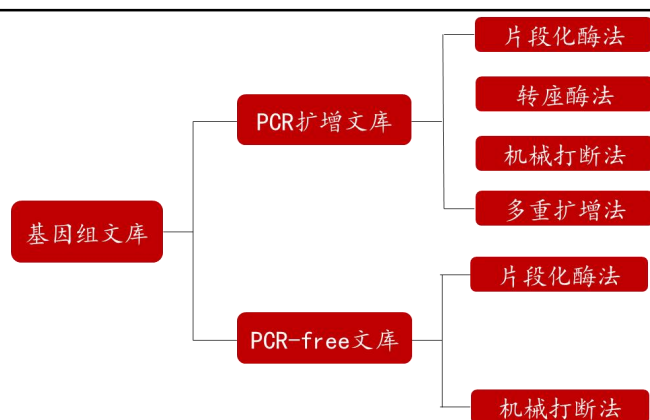 片段化酶法
转座酶法
PCR扩增文库
机械打断法
多重扩增法
基因组文库
片段化酶法
PCR-free文库
机械打断法